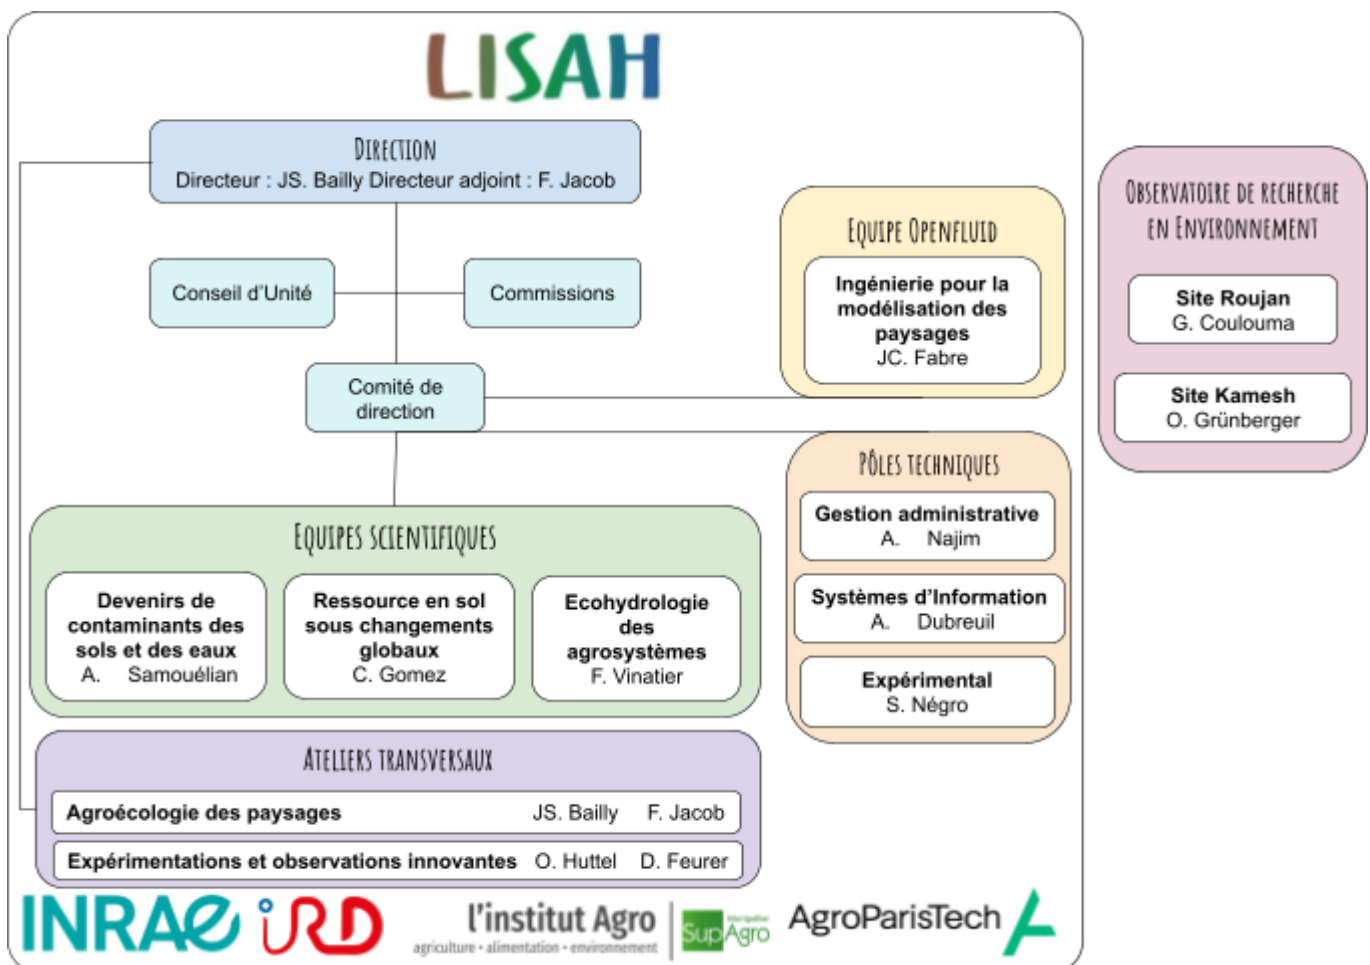 LISAH
DIRECTION
Directeur : JS. Bailly Directeur adjoint : F. Jacob
Conseil d'Unité
Commissions
Comité de
direction
EQUIPE OPENFLUID
Ingénierie pour la
modélisation des
paysages
JC. Fabre
OBSERVATOIRE DE RECHERCHE
EN ENVIRONNEMENT
Site Roujan
G. Coulouma
Site Kamesh
O. Grünberger
PÔLES TECHNIQUES
Gestion administrative
A. Najim
Systèmes d'Information
A. Dubreuil
Expérimental
S. Négro
EQUIPES SCIENTIFIQUES
Devenirs de
contaminants des
sols et des eaux
A. Samouélian
Ressource en sol
sous changements
globaux
C. Gomez
Ecohydrologie
des
agrosystèmes
F. Vinatier
ATELIERS TRANSVERSAUX
Agroécologie des paysages JS. Bailly F. Jacob
Expérimentations et observations innovantes O. Huttel D. Feurer
INRAE
iRD
l'institut Agro
agriculture • alimentation • environnement
Montpellier
SupAgro
AgroParisTech